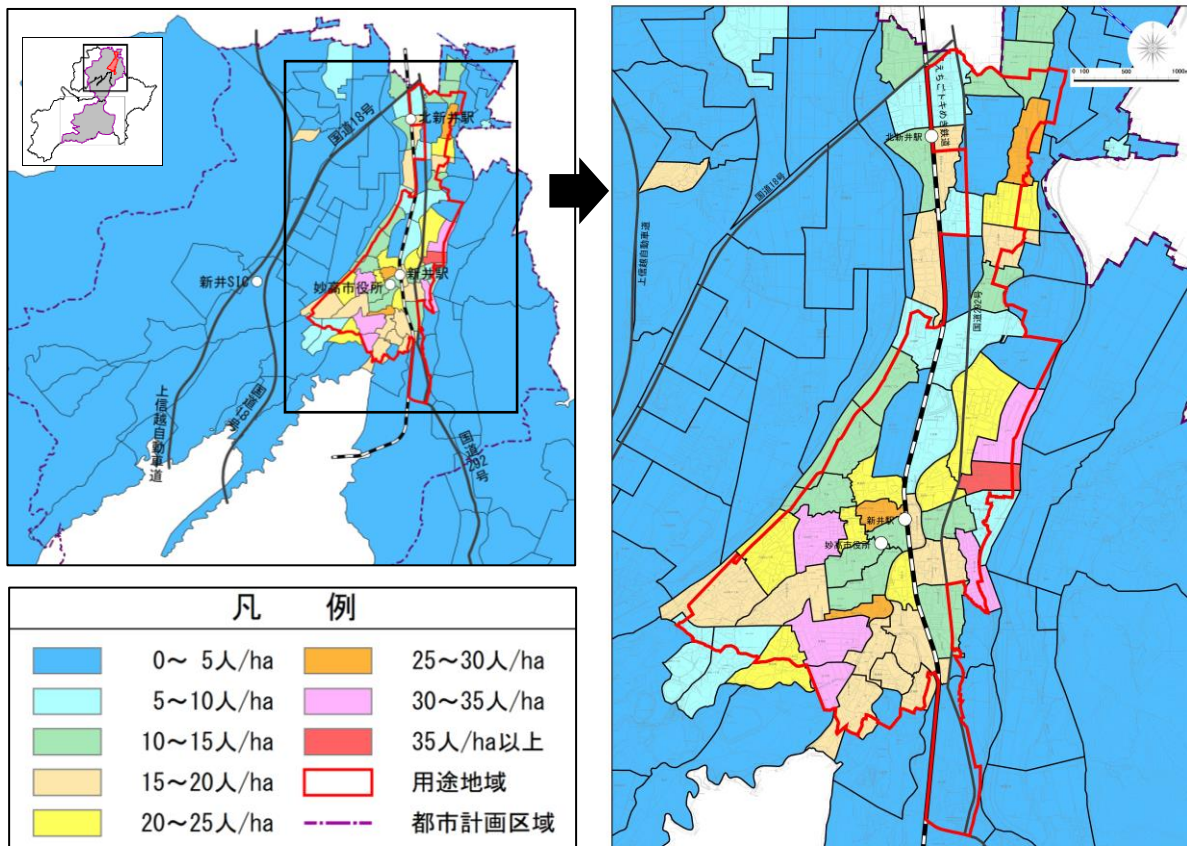 国道18号
北新井駅
新井SIC
新井駅
妙高市役所
上信越自動車道
国道18号
国道292号
えちごトキめき鉄道
北新井駅
国道18号
上信越自動車道
国道292号
新井駅
妙高市役所
0 100 500 1000m
凡 例
0~ 5人/ha
25~30人/ha
5~10人/ha
30~35人/ha
10~15人/ha
35人/ha以上
15~20人/ha
用途地域
20~25人/ha
都市計画区域